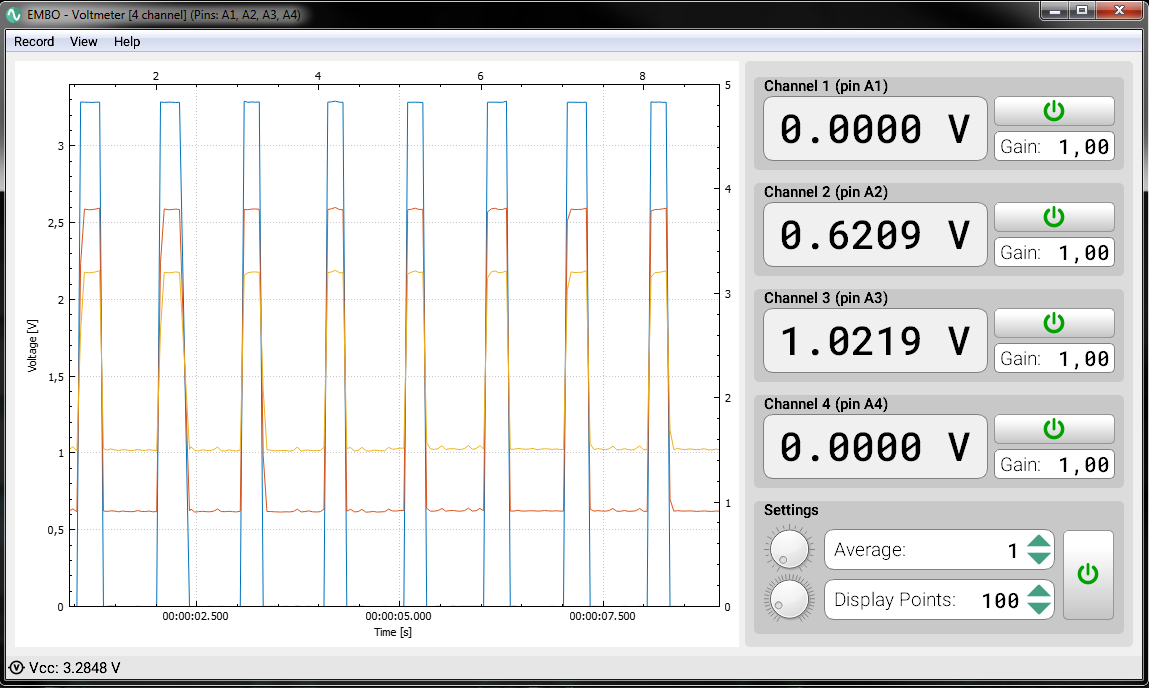 EMBO - Voltmeter [4 channel] (Pins: A1, A2, A3, A4)
Record View Help
2 4 6 8
5
4
3
2
1
0
3
2,5
2
1,5
1
0,5
0
Voltage [V]
00:00:02.500 00:00:05.000 00:00:07.500
Time [s]
Channel 1 (pin A1)
0.0000 V
Gain: 1,00
Channel 2 (pin A2)
0.6209 V
Gain: 1,00
Channel 3 (pin A3)
1.0219 V
Gain: 1,00
Channel 4 (pin A4)
0.0000 V
Gain: 1,00
Settings
Average: 1
Display Points: 100
Vcc: 3.2848 V